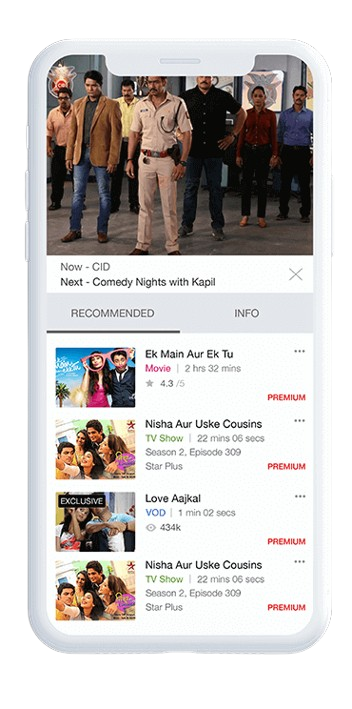 Now - CID
Next - Comedy Nights with Kapil
RECOMMENDED
INFO
Ek Main Aur Ek Tu
Movie | 2 hrs 32 mins
4.3 /5
PREMIUM
Nisha Aur Uske Cousins
TV Show | 22 mins 06 secs
Season 2, Episode 309
Star Plus
PREMIUM
EXCLUSIVE
Love Aajkal
VOD | 1 min 02 secs
434k
PREMIUM
Nisha Aur Uske Cousins
TV Show | 22 mins 06 secs
Season 2, Episode 309
Star Plus
PREMIUM